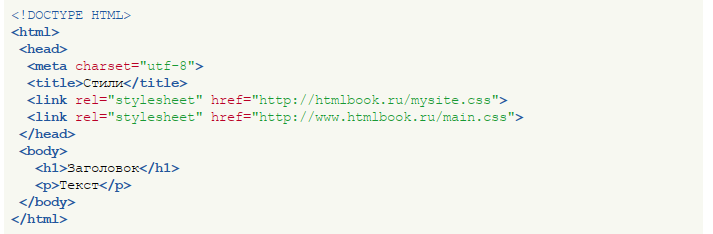 <!DOCTYPE HTML>
<html>
 <head>
  <meta charset="utf-8">
  <title>Стили</title>
  <link rel="stylesheet" href="http://htmlbook.ru/mysite.css">
  <link rel="stylesheet" href="http://www.htmlbook.ru/main.css">
 </head>
 <body>
   <h1>Заголовок</h1>
   <p>Текст</p>
 </body>
</html>